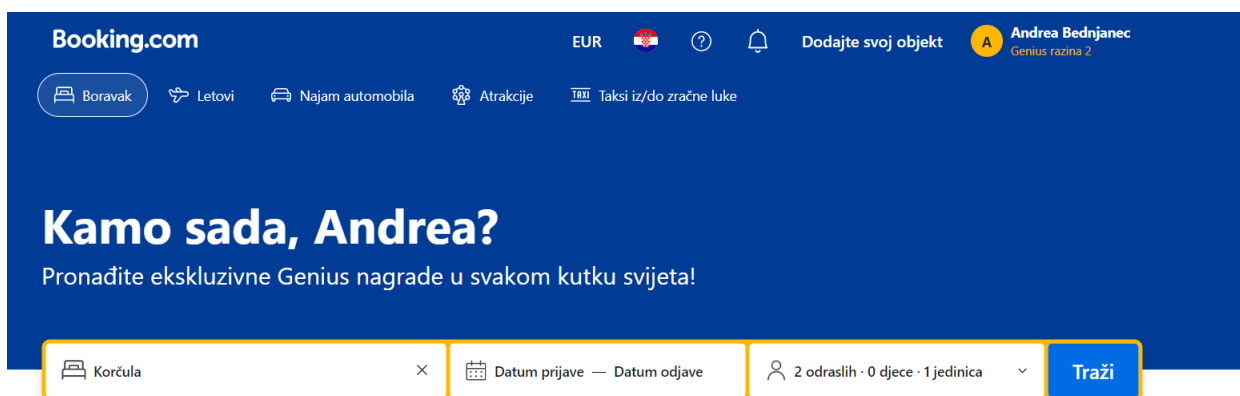 Booking.com
EUR
Dodajte svoj objekt
A
Andrea Bednjanec
Genius razina 2
Boravak
Letovi
Najam automobila
Atrakcije
TAXI Taksi iz/do zračne luke
Kamo sada, Andrea?
Pronađite ekskluzivne Genius nagrade u svakom kutku svijeta!
Korčula
Datum prijave — Datum odjave
2 odraslih · 0 djece · 1 jedinica
Traži